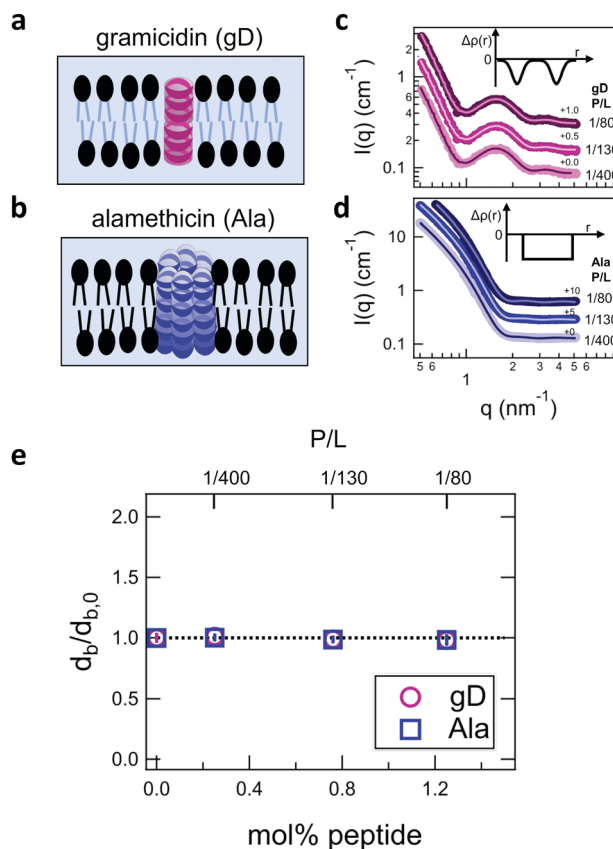 a
gramicidin (gD)
b
alamethicin (Ala)
c
I(q) (cm⁻¹)
2
1
4
2
0.1
Δρ(r)
r
0
gD
P/L
+1.0
1/80
+0.5
1/130
+0.0
1/400
d
I(q) (cm⁻¹)
10
1
0.1
Δρ(r)
r
0
Ala
P/L
+10
1/80
+5
1/130
+0
1/400
5 6 1 2 3 4 5 6
q (nm⁻¹)
e
P/L
1/400 1/130 1/80
d_b/d_b,0
2.0
1.5
1.0
0.5
0.0
gD
Ala
0.0 0.4 0.8 1.2
mol% peptide